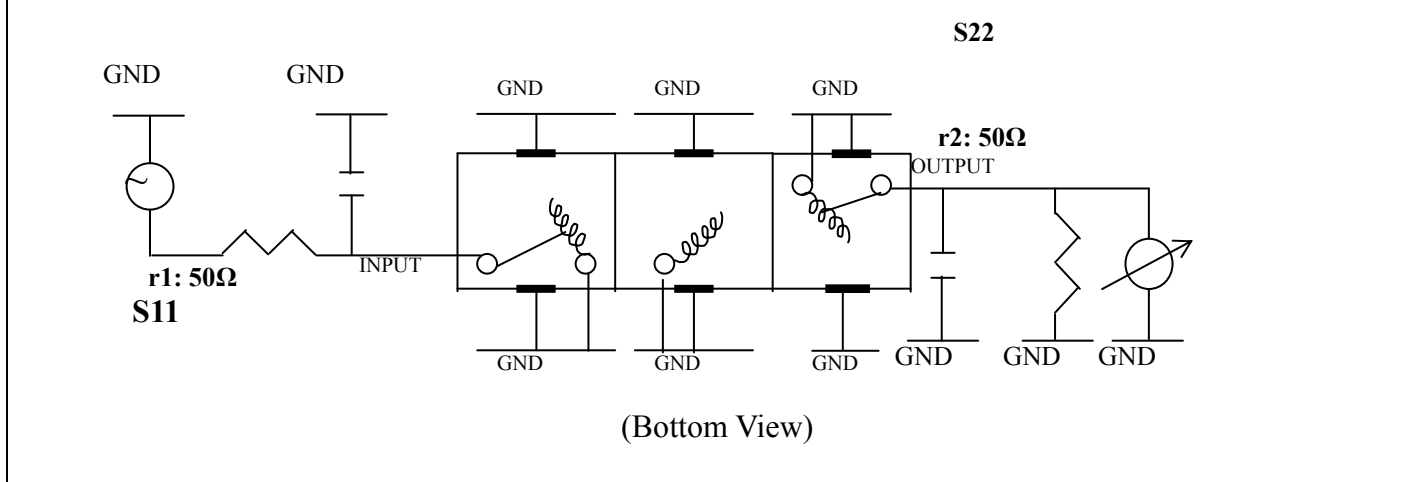 S22
GND
GND
GND
GND
GND
r2: 50Ω
OUTPUT
INPUT
r1: 50Ω
S11
GND
GND
GND
GND
GND
GND
(Bottom View)